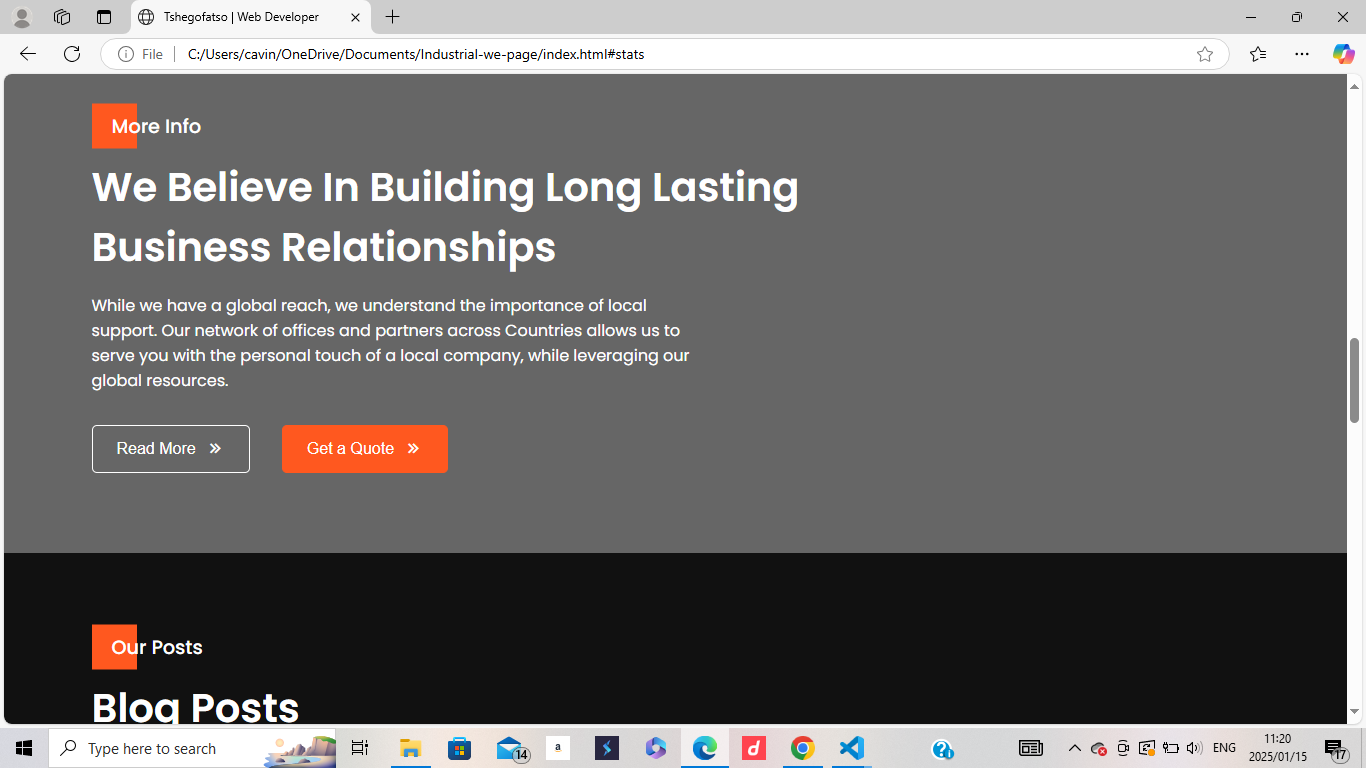 Tshegofatso | Web Developer
File
C:/Users/cavin/OneDrive/Documents/Industrial-we-page/index.html#stats
More Info
We Believe In Building Long Lasting
Business Relationships
While we have a global reach, we understand the importance of local
support. Our network of offices and partners across Countries allows us to
serve you with the personal touch of a local company, while leveraging our
global resources.
Read More »
Get a Quote »
Our Posts
Blog Posts
Type here to search
14
a
d
ENG
11:20
2025/01/15
17